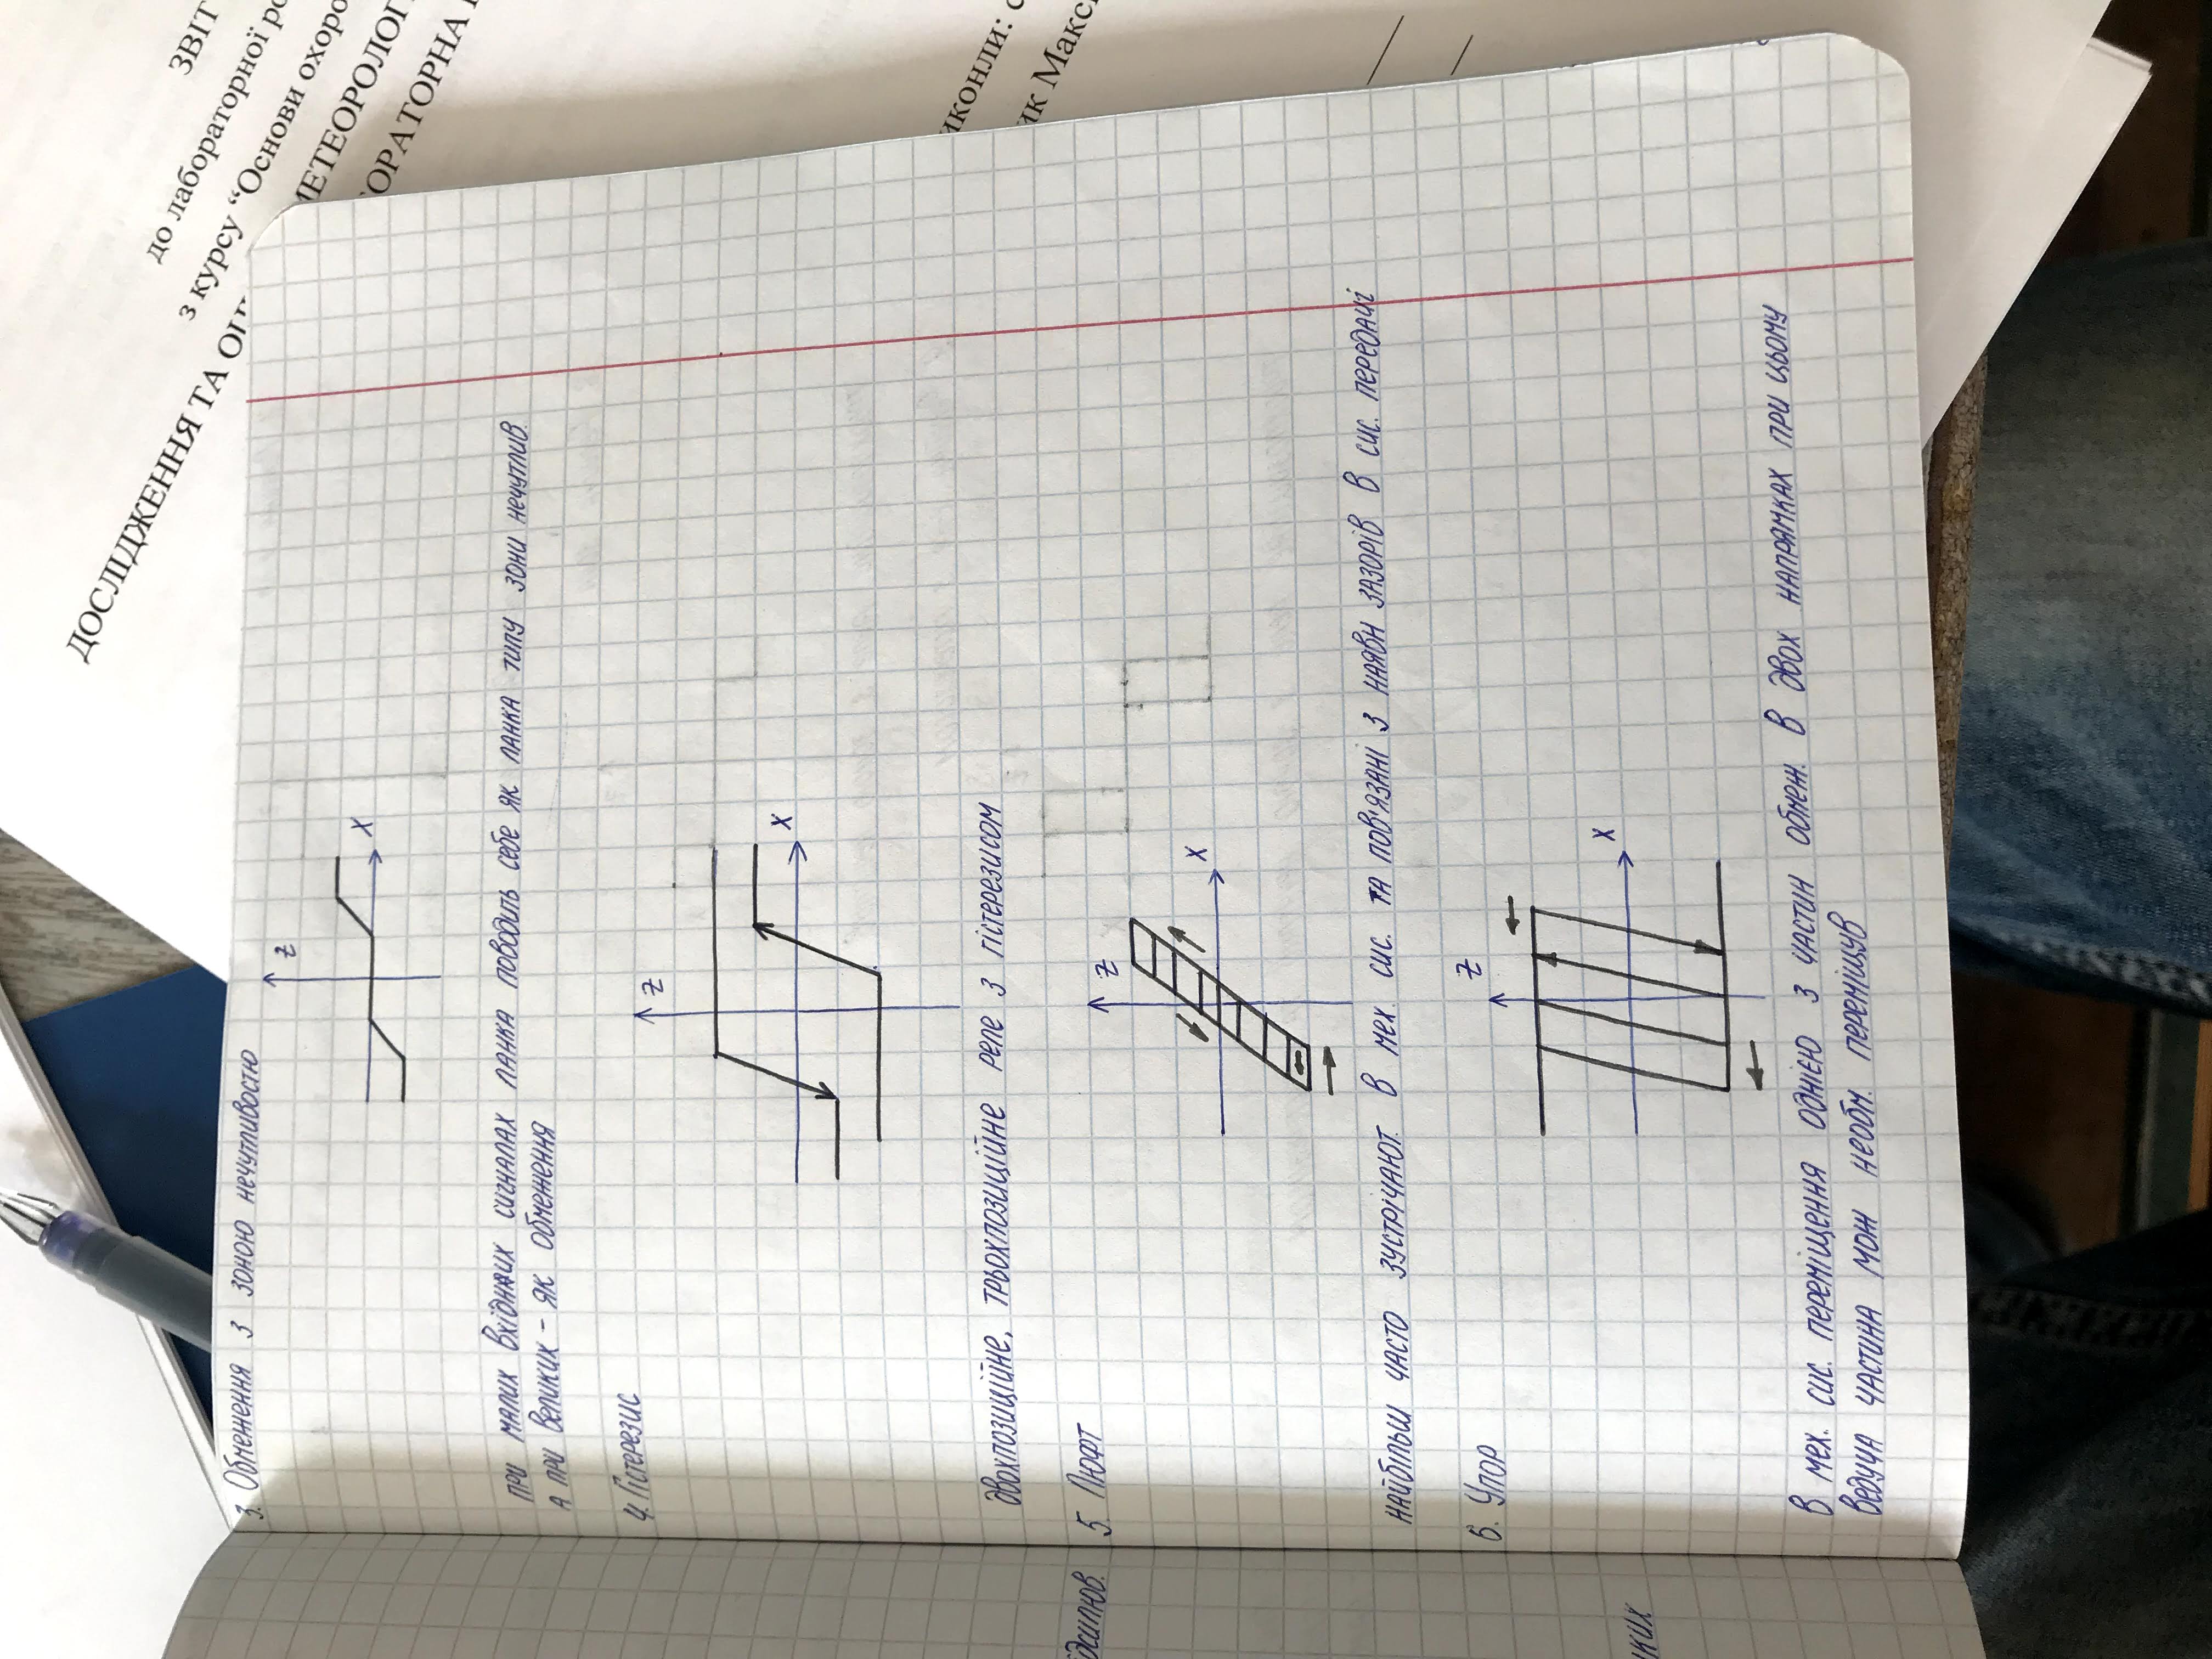 3. Обмеження з зоною нечутливостю
z
x
при малих вхідних сигналах ланка поводить себе як ланка типу зони нечутлив.
а при великих - як обмеження
4. Гістерезис
z
x
двохпозиційне, трьохпозиційне реле з гістерезисом
5. Люфт
z
x
найбільш часто зустрічают. в мех. сис. та пов'язані з наявн зазорів в сис. передачі
6. Упор
z
x
в мех. сис. переміщення однією з частин обмеж. в двох напрямках при цьому
ведуча частина мож необм. переміщув
ЗВІТ
до лабораторної ро
з курсу “Основи охоро
ДОСЛІДЖЕННЯ ТА ОЦ
МЕТЕОРОЛОГ
ОРАТОРНА
иконли: с
ик Макс
дсилюв.
ких